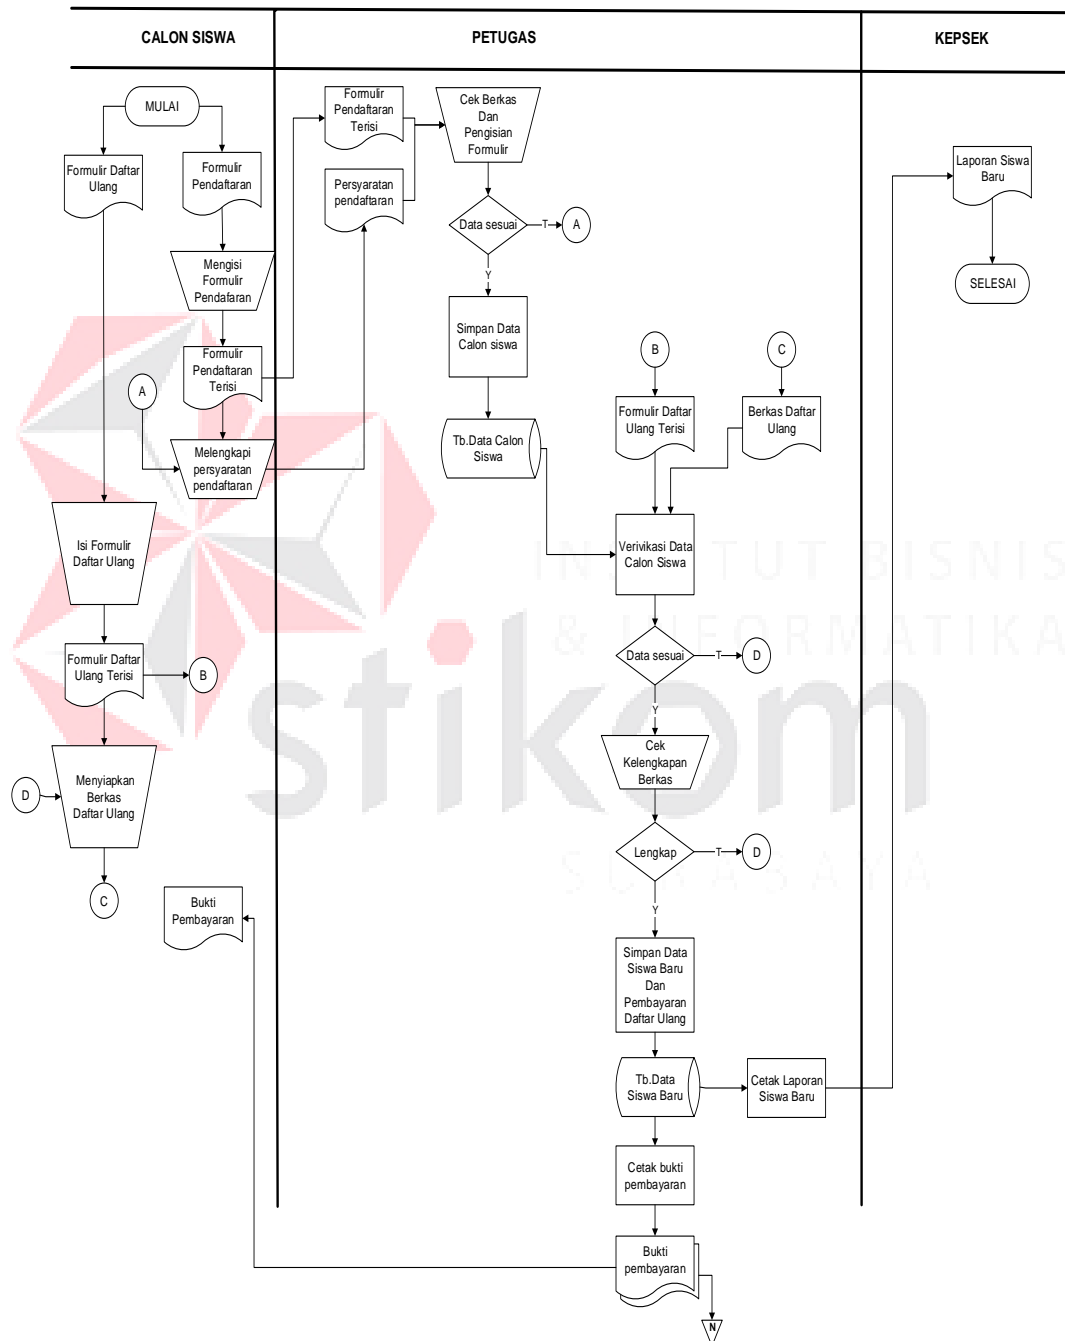 CALON SISWA
PETUGAS
KEPSEK
MULAI
Formulir Daftar
Ulang
Formulir
Pendaftaran
Mengisi
Formulir
Pendafaran
Formulir
Pendaftaran
Terisi
A
Melengkapi
persyaratan
pendaftaran
Isi Formulir
Daftar Ulang
Formulir Daftar
Ulang Terisi
B
D
Menyiapkan
Berkas
Daftar Ulang
C
Bukti
Pembayaran
Formulir
Pendaftaran
Terisi
Persyaratan
pendaftaran
Cek Berkas
Dan
Pengisian
Formulir
Data sesuai
T
A
Y
Simpan Data
Calon siswa
Tb.Data Calon
Siswa
B
C
Formulir Daftar
Ulang Terisi
Berkas Daftar
Ulang
Verivikasi Data
Calon Siswa
Data sesuai
T
D
Y
Cek
Kelengkapan
Berkas
Lengkap
T
D
Y
Simpan Data
Siswa Baru
Dan
Pembayaran
Daftar Ulang
Tb.Data
Siswa Baru
Cetak Laporan
Siswa Baru
Cetak bukti
pembayaran
Bukti
pembayaran
N
Laporan Siswa
Baru
SELESAI
INSTITUT BISNIS
& INFORMATIKA
stikom
SURABAYA